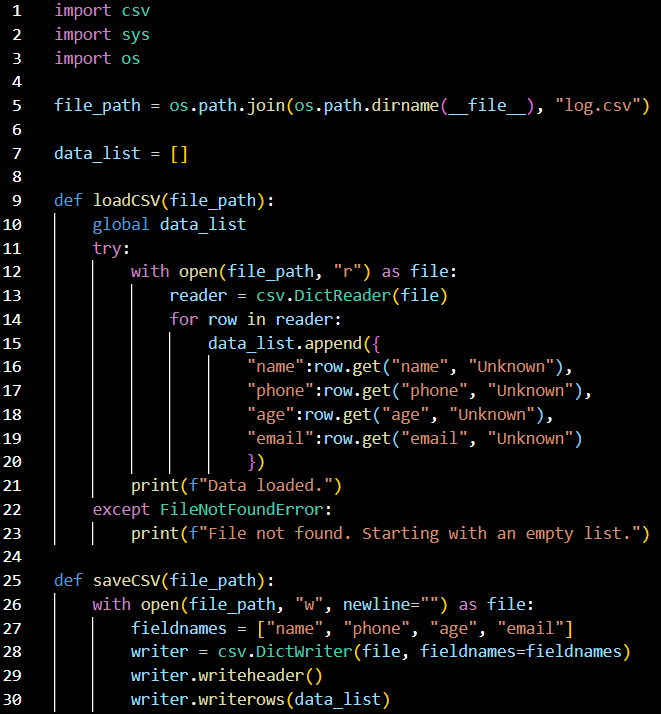 1 import csv
2 import sys
3 import os
4
5 file_path = os.path.join(os.path.dirname(__file__), "log.csv")
6
7 data_list = []
8
9 def loadCSV(file_path):
10     global data_list
11     try:
12         with open(file_path, "r") as file:
13             reader = csv.DictReader(file)
14             for row in reader:
15                 data_list.append({
16                     "name":row.get("name", "Unknown"),
17                     "phone":row.get("phone", "Unknown"),
18                     "age":row.get("age", "Unknown"),
19                     "email":row.get("email", "Unknown")
20                     })
21         print(f"Data loaded.")
22     except FileNotFoundError:
23         print(f"File not found. Starting with an empty list.")
24
25 def saveCSV(file_path):
26     with open(file_path, "w", newline="") as file:
27         fieldnames = ["name", "phone", "age", "email"]
28         writer = csv.DictWriter(file, fieldnames=fieldnames)
29         writer.writeheader()
30         writer.writerows(data_list)